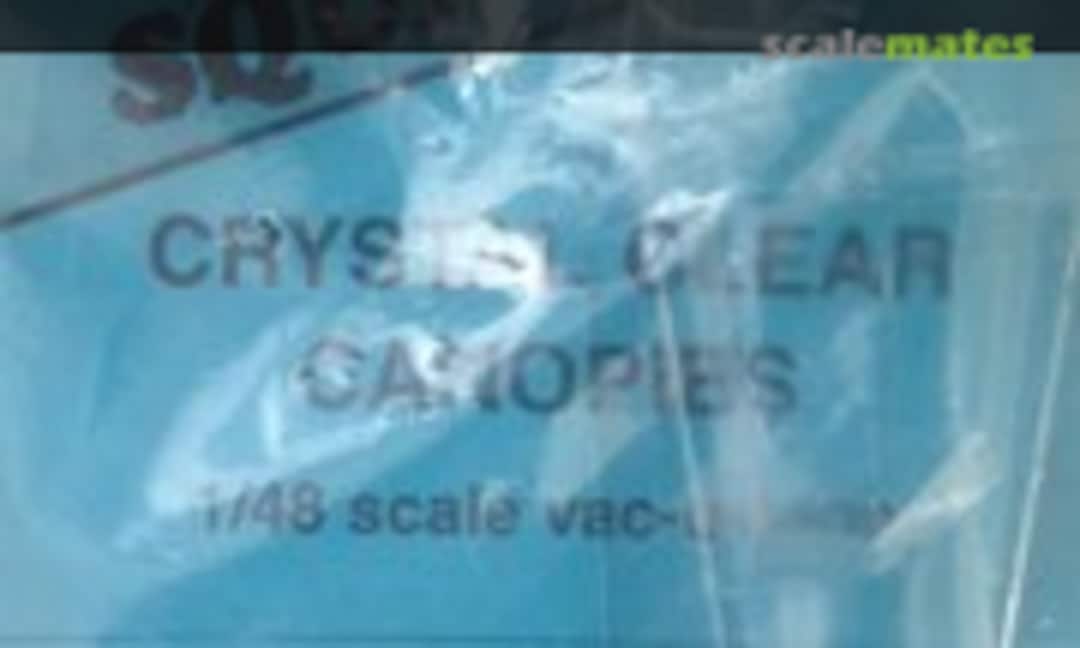 scalemates
CRYSTAL CLEAR
CANOPIES
1/48 scale